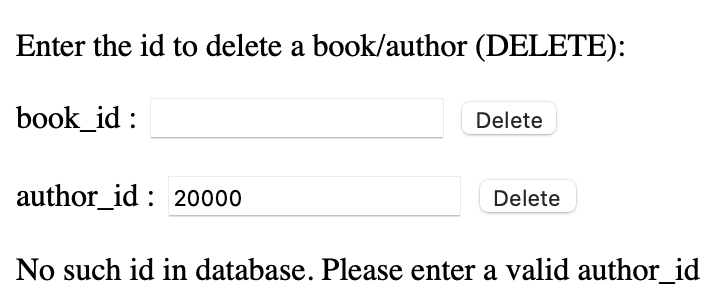 Enter the id to delete a book/author (DELETE):
book_id : Delete
author_id : 20000 Delete
No such id in database. Please enter a valid author_id